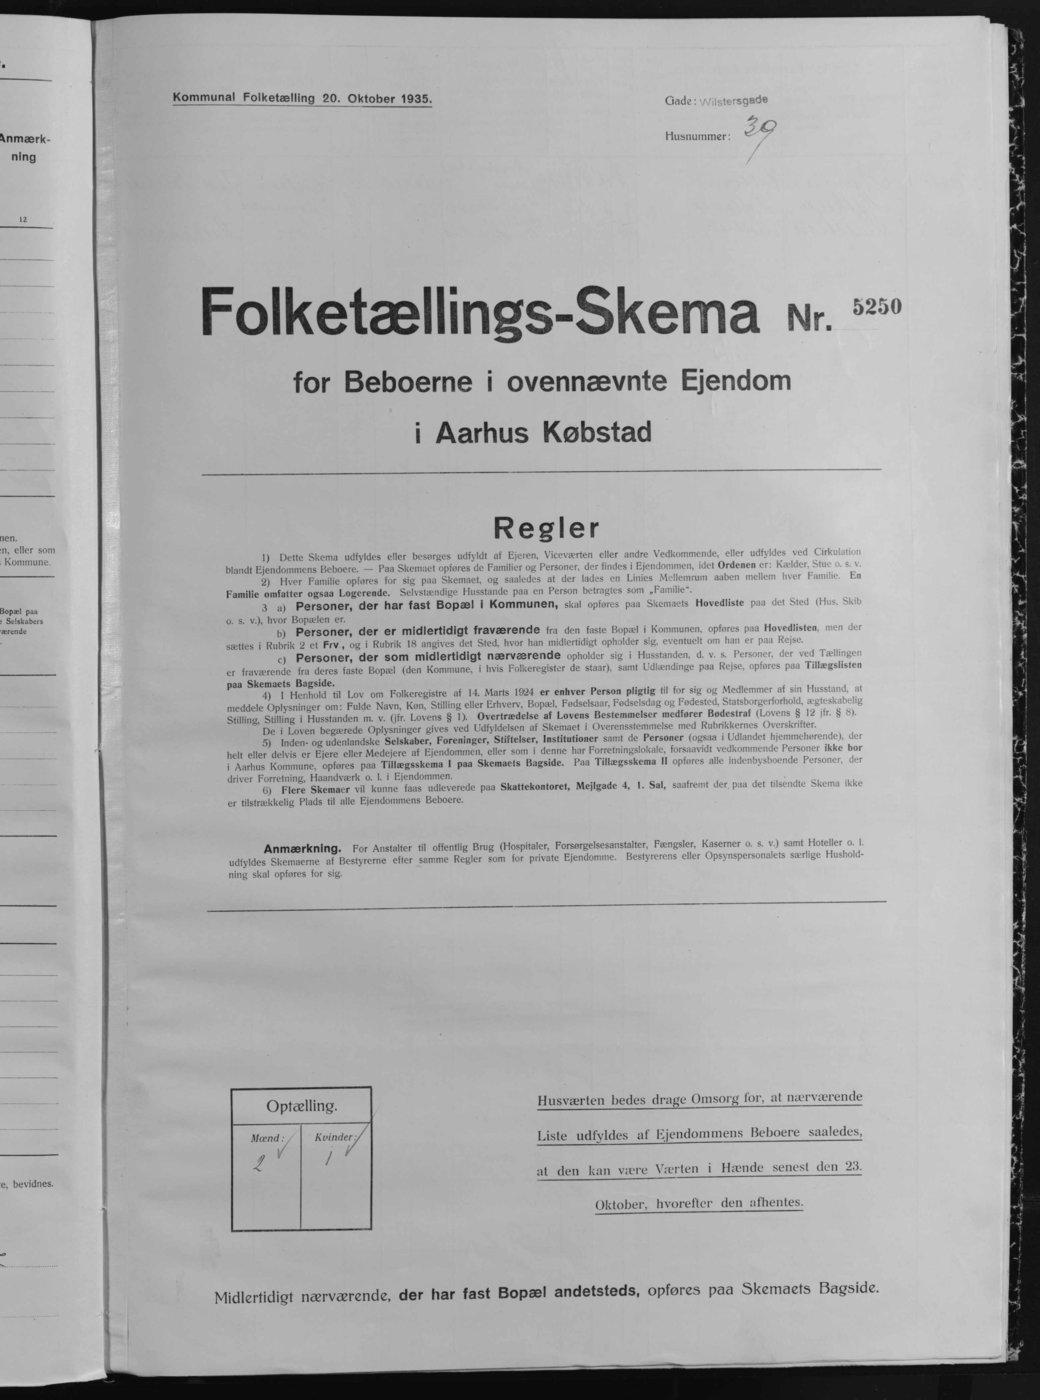 .
Anmærk-
ning
12
nen.
en, eller som
Kommune.
Bopæl paa
e Selskabers
værende
e, bevidnes.
Kommunal Folketælling 20. Oktober 1935.
Gade: Wilstersgade
Husnummer: 39
Folketællings-Skema Nr. 5250
for Beboerne i ovennævnte Ejendom
i Aarhus Købstad
Regler
1) Dette Skema udfyldes eller besørges udfyldt af Ejeren, Viceværten eller andre Vedkommende, eller udfyldes ved Cirkulation
blandt Ejendommens Beboere. — Paa Skemaet opføres de Familier og Personer, der findes i Ejendommen, idet Ordenen er: Kælder, Stue o. s. v.
2) Hver Familie opføres for sig paa Skemaet, og saaledes at der lades en Linies Mellemrum aaben mellem hver Familie. En
Familie omfatter ogsaa Logerende. Selvstændige Husstande paa en Person betragtes som „Familie“.
3 a) Personer, der har fast Bopæl i Kommunen, skal opføres paa Skemaets Hovedliste paa det Sted (Hus, Skib
o. s. v.), hvor Bopælen er.
b) Personer, der er midlertidigt fraværende fra den faste Bopæl i Kommunen, opføres paa Hovedlisten, men der
sættes i Rubrik 2 et Frv., og i Rubrik 18 angives det Sted, hvor han midlertidigt opholder sig, eventuelt om han er paa Rejse.
c) Personer, der som midlertidigt nærværende opholder sig i Husstanden, d. v. s. Personer, der ved Tællingen
er fraværende fra deres faste Bopæl (den Kommune, i hvis Folkeregister de staar), samt Udlændinge paa Rejse, opføres paa Tillægslisten
paa Skemaets Bagside.
4) I Henhold til Lov om Folkeregistre af 14. Marts 1924 er enhver Person pligtig til for sig og Medlemmer af sin Husstand, at
meddele Oplysninger om: Fulde Navn, Køn, Stilling eller Erhverv, Bopæl, Fødselsaar, Fødselsdag og Fødested, Statsborgerforhold, ægteskabelig
Stilling, Stilling i Husstanden m. v. (jfr. Lovens § 1). Overtrædelse af Lovens Bestemmelser medfører Bødestraf (Lovens § 12 jfr. § 8).
De i Loven begærede Oplysninger gives ved Udfyldelsen af Skemaet i Overensstemmelse med Rubrikkernes Overskrifter.
5) Inden- og udenlandske Selskaber, Foreninger, Stiftelser, Institutioner samt de Personer (ogsaa i Udlandet hjemmehørende), der
helt eller delvis er Ejere eller Medejere af Ejendommen, eller som i denne har Forretningslokale, forsaavidt vedkommende Personer ikke bor
i Aarhus Kommune, opføres paa Tillægsskema I paa Skemaets Bagside. Paa Tillægsskema II opføres alle indenbysboende Personer, der
driver Forretning, Haandværk o. l. i Ejendommen.
6) Flere Skemaer vil kunne faas udleverede paa Skattekontoret, Mejlgade 4, 1. Sal, saafremt der paa det tilsendte Skema ikke
er tilstrækkelig Plads til alle Ejendommens Beboere.
Anmærkning. For Anstalter til offentlig Brug (Hospitaler, Forsørgelsesanstalter, Fængsler, Kaserner o. s. v.) samt Hoteller o. l.
udfyldes Skemaerne af Bestyrerne efter samme Regler som for private Ejendomme. Bestyrerens eller Opsynspersonalets særlige Hushold-
ning skal opføres for sig.
Optælling.
Mænd: Kvinder:
2 1
Husværten bedes drage Omsorg for, at nærværende
Liste udfyldes af Ejendommens Beboere saaledes,
at den kan være Værten i Hænde senest den 23.
Oktober, hvorefter den afhentes.
Midlertidigt nærværende, der har fast Bopæl andetsteds, opføres paa Skemaets Bagside.